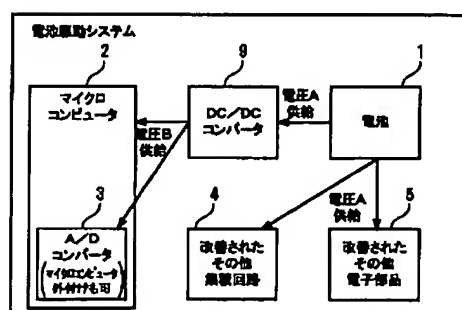 電池駆動システム
2
9
1
マイクロ
コンピュータ
電圧B
供給
DC/DC
コンバータ
電圧A
供給
電池
3
A/D
コンバータ
(マイクロコンピュータ
外付けも可)
4
電圧A
供給
5
改善された
その他
集積回路
改善された
その他
電子部品